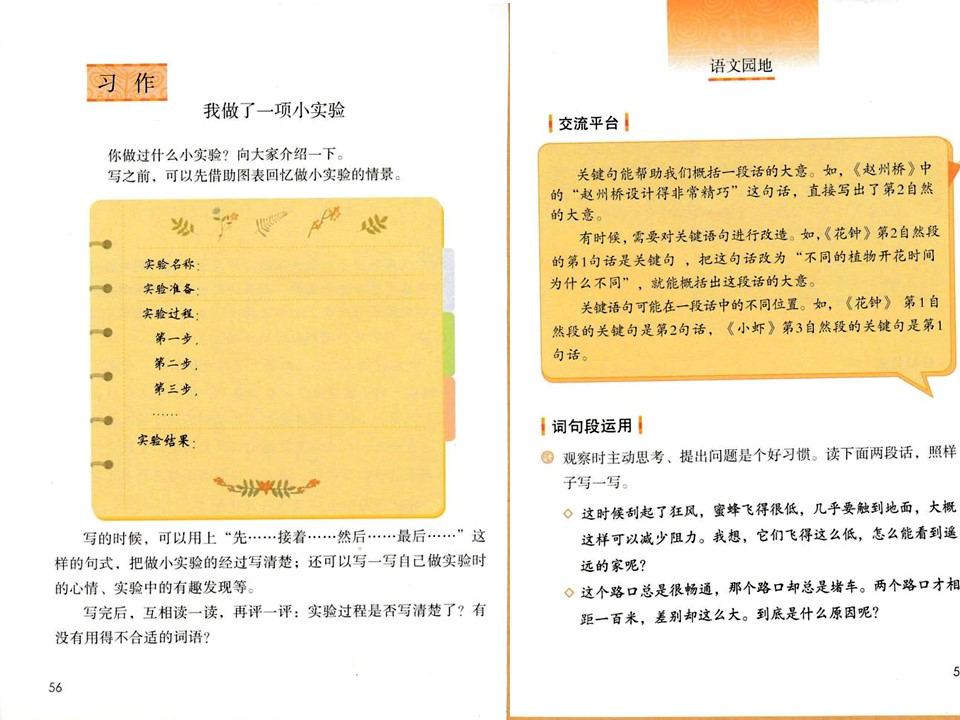 习 作
我做了一项小实验
你做过什么小实验？向大家介绍一下。
写之前，可以先借助图表回忆做小实验的情景。
实验名称：
实验准备：
实验过程：
第一步，
第二步，
第三步，
……
实验结果：
写的时候，可以用上“先……接着……然后……最后……”这
样的句式，把做小实验的经过写清楚；还可以写一写自己做实验时
的心情、实验中的有趣发现等。
写完后，互相读一读，再评一评：实验过程是否写清楚了？有
没有用得不合适的词语？
56
语文园地
交流平台
关键句能帮助我们概括一段话的大意。如，《赵州桥》中
的“赵州桥设计得非常精巧”这句话，直接写出了第2自然
的大意。
有时候，需要对关键语句进行改造。如，《花钟》第2自然段
的第1句话是关键句 ，把这句话改为“不同的植物开花时间
为什么不同”，就能概括出这段话的大意。
关键语句可能在一段话中的不同位置。如，《花钟》 第1自
然段的关键句是第2句话，《小虾》第3自然段的关键句是第1
句话。
词句段运用
观察时主动思考、提出问题是个好习惯。读下面两段话，照样
子写一写。
◇ 这时候刮起了狂风，蜜蜂飞得很低，几乎要触到地面，大概
这样可以减少阻力。我想，它们飞得这么低，怎么能看到遥
远的家呢？
◇ 这个路口总是很畅通，那个路口却总是堵车。两个路口才相
距一百米，差别却这么大。到底是什么原因呢？
5